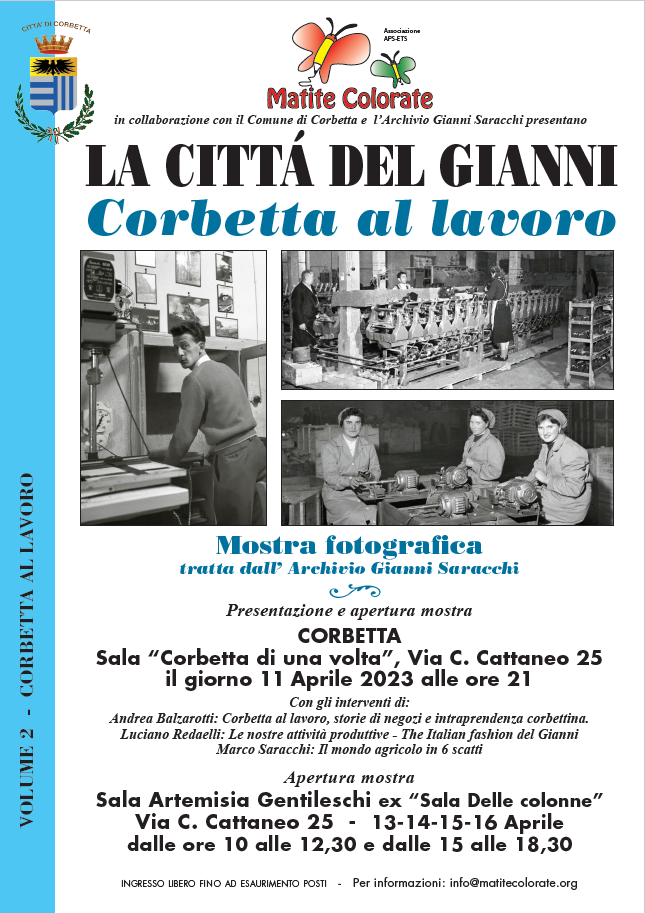 CITTA' DI CORBETTA
Associazione
APS-ETS
Matite Colorate
in collaborazione con il Comune di Corbetta e l'Archivio Gianni Saracchi presentano
LA CITTÁ DEL GIANNI
Corbetta al lavoro
Mostra fotografica
tratta dall' Archivio Gianni Saracchi
Presentazione e apertura mostra
CORBETTA
Sala “Corbetta di una volta”, Via C. Cattaneo 25
il giorno 11 Aprile 2023 alle ore 21
Con gli interventi di:
Andrea Balzarotti: Corbetta al lavoro, storie di negozi e intraprendenza corbettina.
Luciano Redaelli: Le nostre attività produttive - The Italian fashion del Gianni
Marco Saracchi: Il mondo agricolo in 6 scatti
Apertura mostra
Sala Artemisia Gentileschi ex “Sala Delle colonne”
Via C. Cattaneo 25 - 13-14-15-16 Aprile
dalle ore 10 alle 12,30 e dalle 15 alle 18,30
INGRESSO LIBERO FINO AD ESAURIMENTO POSTI - Per informazioni: info@matitecolorate.org
VOLUME 2 - CORBETTA AL LAVORO